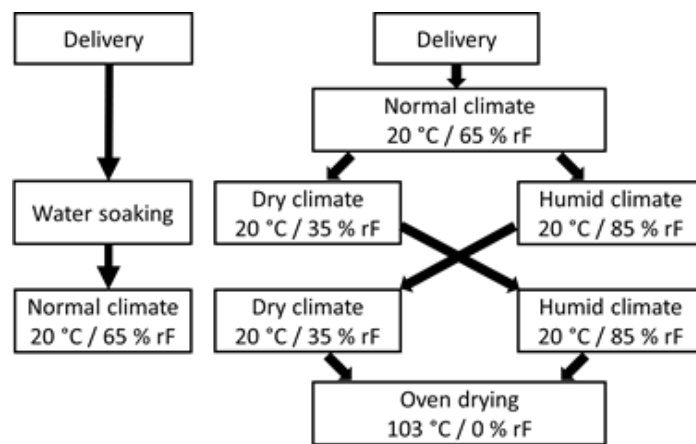 Delivery
Water soaking
Normal climate
20 °C / 65 % rF
Delivery
Normal climate
20 °C / 65 % rF
Dry climate
20 °C / 35 % rF
Humid climate
20 °C / 85 % rF
Dry climate
20 °C / 35 % rF
Humid climate
20 °C / 85 % rF
Oven drying
103 °C / 0 % rF